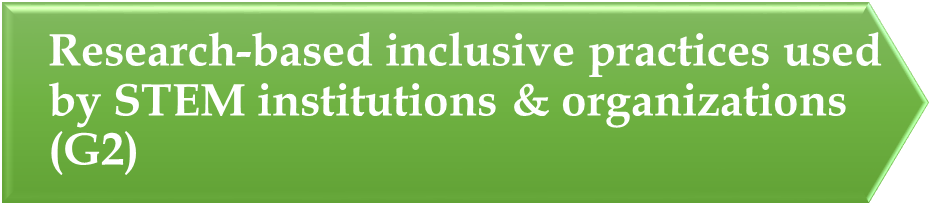 Research-based inclusive practices used
by STEM institutions & organizations
(G2)